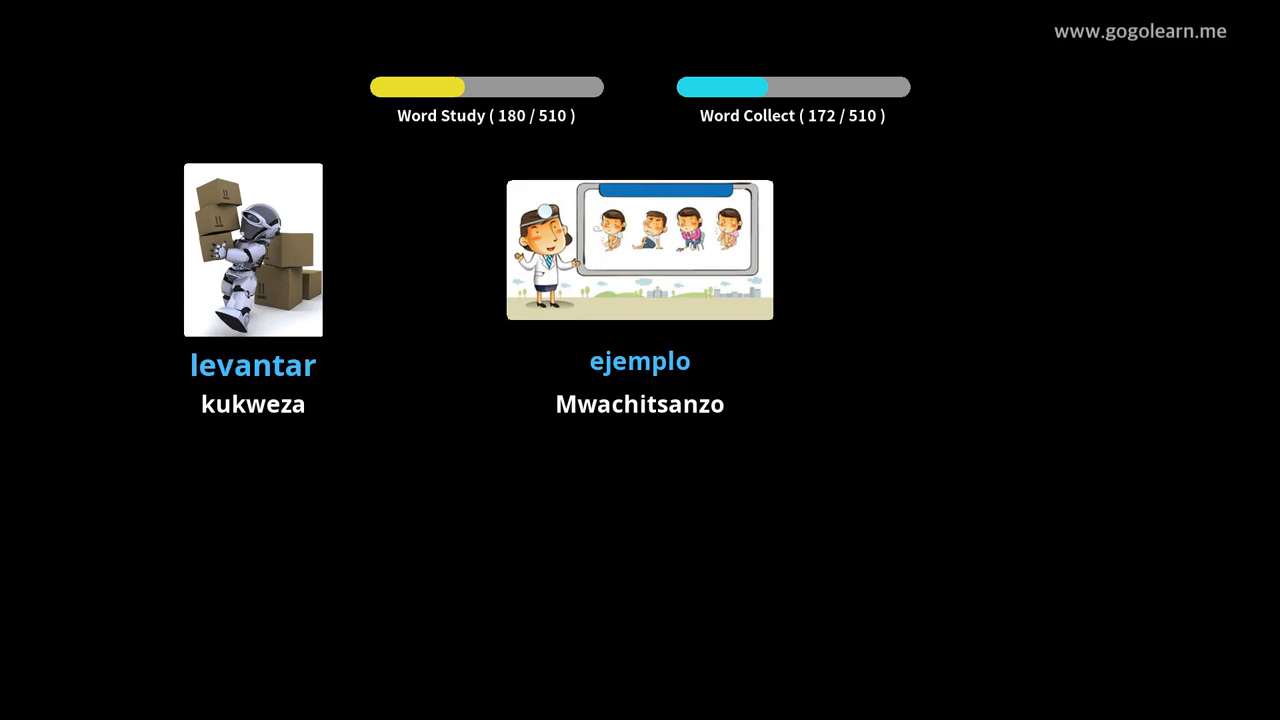 www.gogolearn.me
Word Study ( 180 / 510 )
Word Collect ( 172 / 510 )
levantar
kukweza
ejemplo
Mwachitsanzo